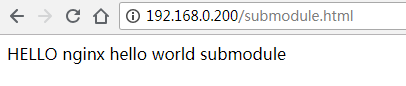 192.168.0.200/submodule.html
HELLO nginx hello world submodule